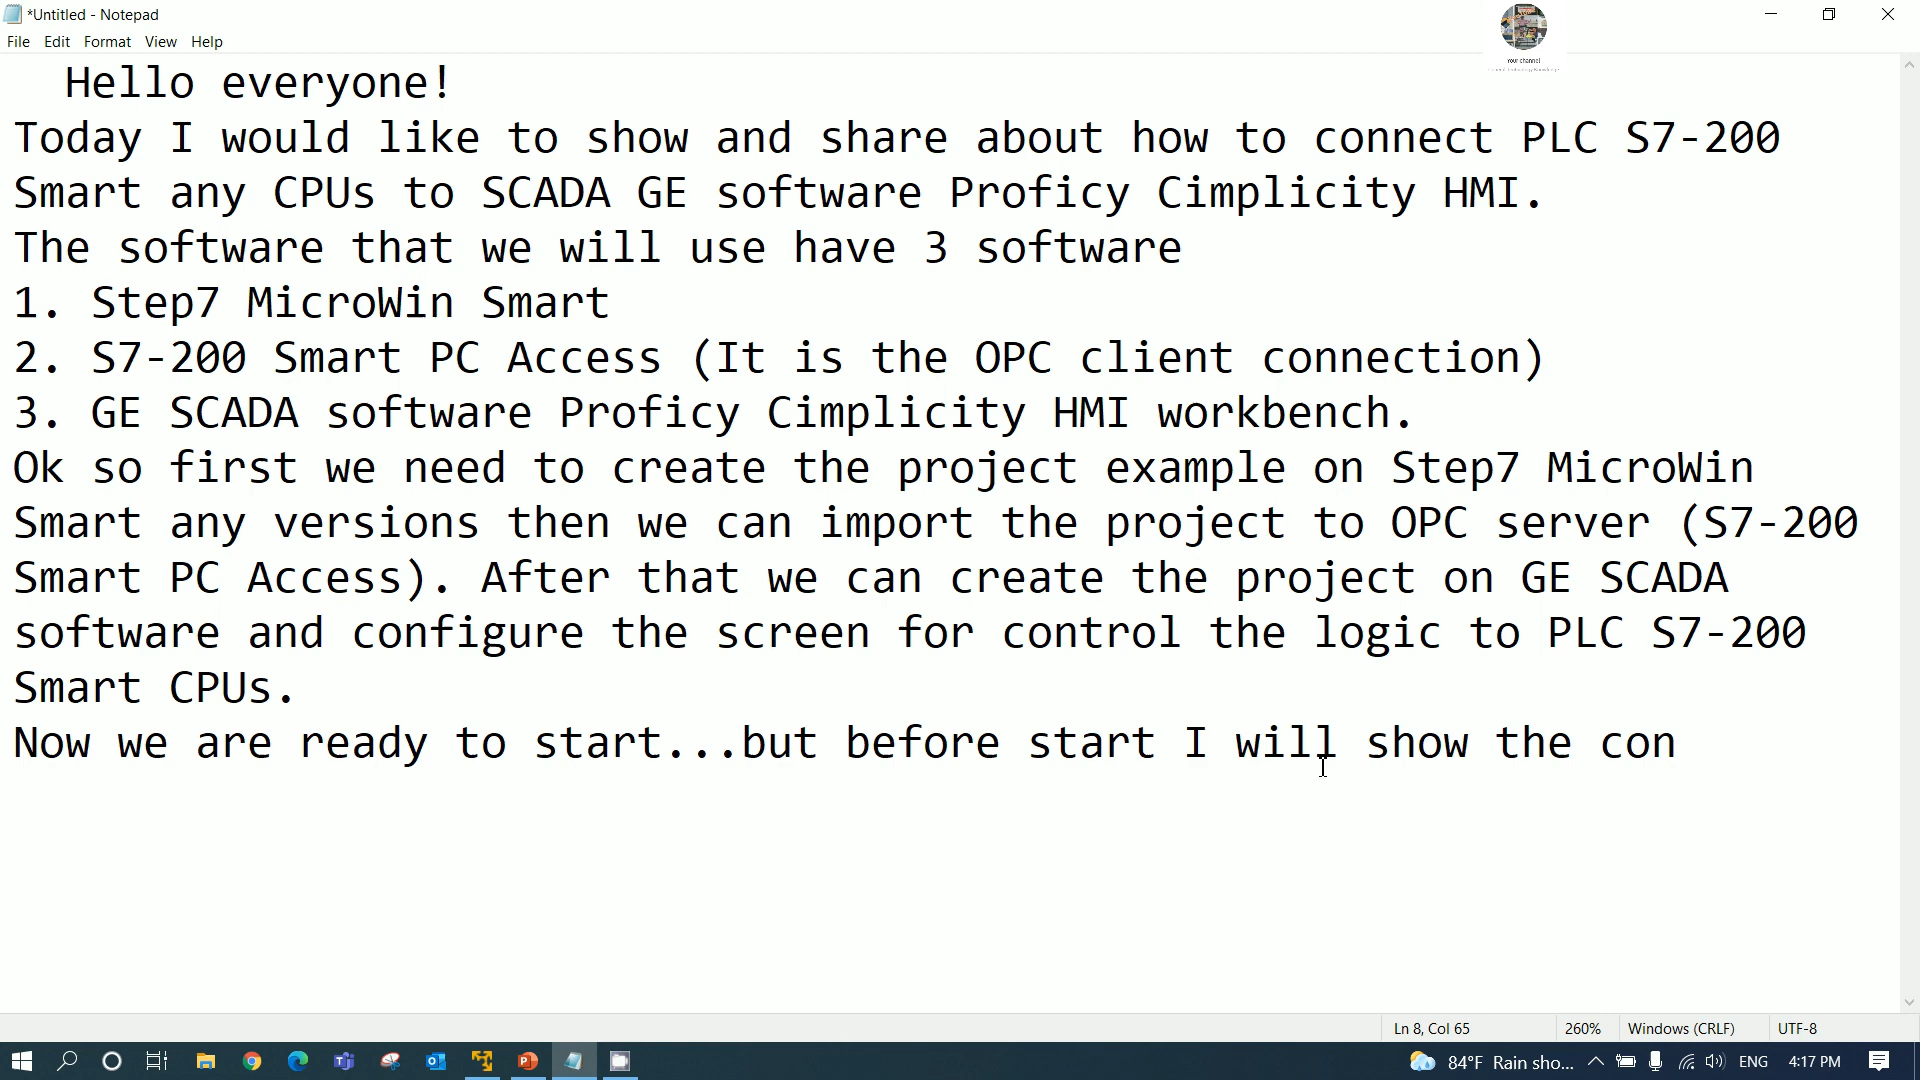 *Untitled - Notepad
File Edit Format View Help
Your channel
Hello everyone!
Today I would like to show and share about how to connect PLC S7-200
Smart any CPUs to SCADA GE software Proficy Cimplicity HMI.
The software that we will use have 3 software
1. Step7 MicroWin Smart
2. S7-200 Smart PC Access (It is the OPC client connection)
3. GE SCADA software Proficy Cimplicity HMI workbench.
Ok so first we need to create the project example on Step7 MicroWin
Smart any versions then we can import the project to OPC server (S7-200
Smart PC Access). After that we can create the project on GE SCADA
software and configure the screen for control the logic to PLC S7-200
Smart CPUs.
Now we are ready to start...but before start I will show the con
Ln 8, Col 65 260% Windows (CRLF) UTF-8
84°F Rain sho... ENG 4:17 PM